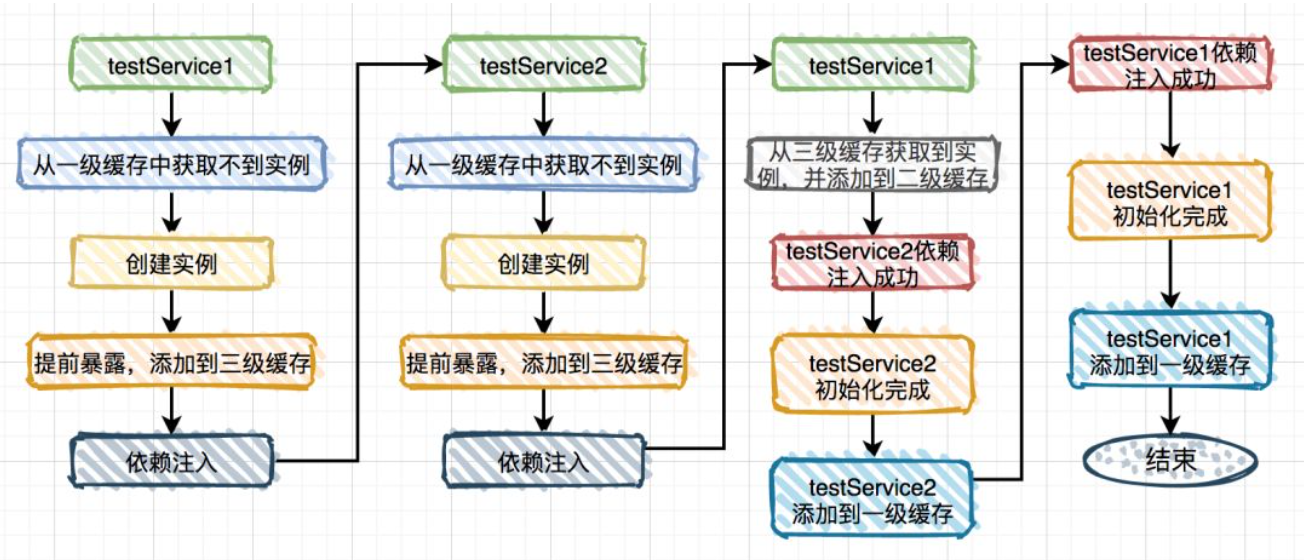 testService1
从一级缓存中获取不到实例
创建实例
提前暴露，添加到三级缓存
依赖注入
testService2
从一级缓存中获取不到实例
创建实例
提前暴露，添加到三级缓存
依赖注入
testService1
从三级缓存获取到实
例，并添加到二级缓存
testService2依赖
注入成功
testService2
初始化完成
testService2
添加到一级缓存
testService1依赖
注入成功
testService1
初始化完成
testService1
添加到一级缓存
结束